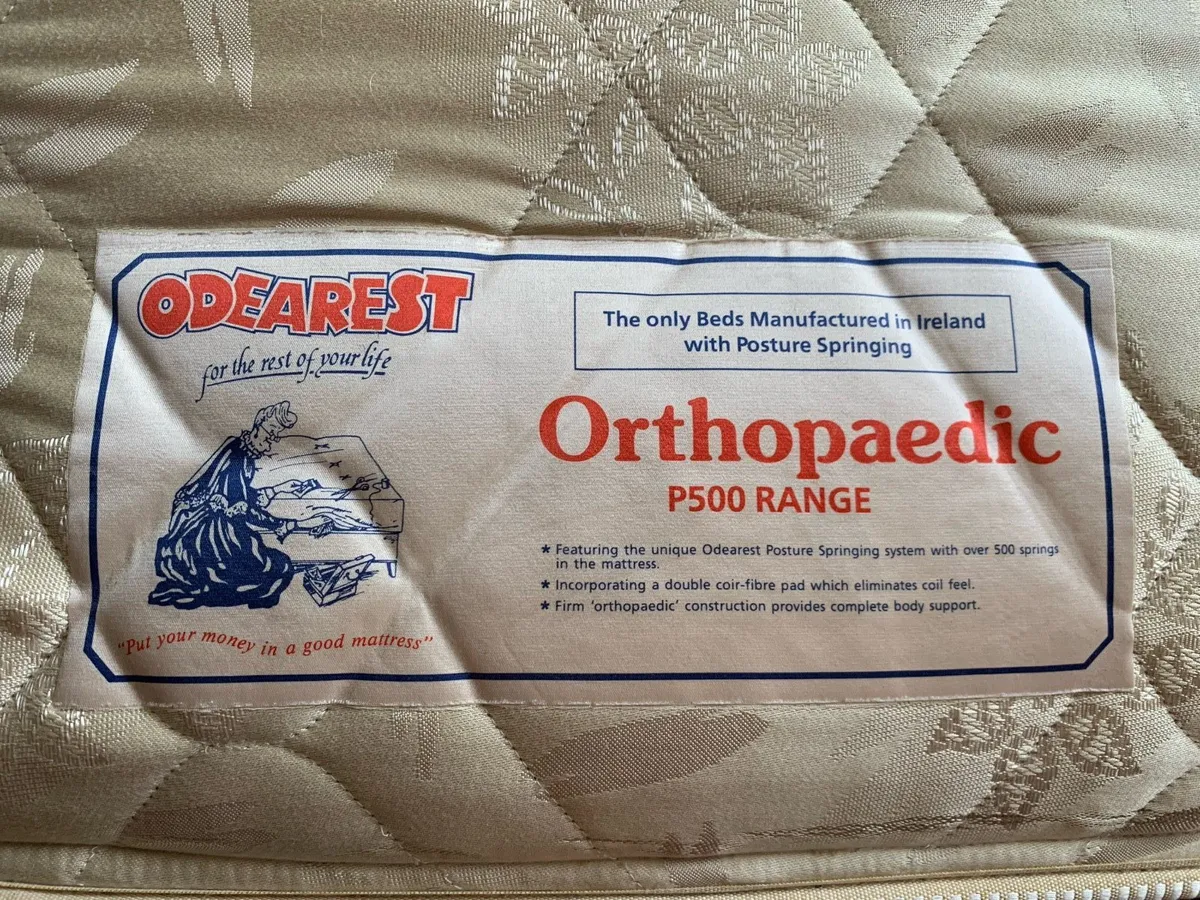 ODEAREST
for the rest of your life
"Put your money in a good mattress"
The only Beds Manufactured in Ireland
with Posture Springing
Orthopaedic
P500 RANGE
★ Featuring the unique Odearest Posture Springing system with over 500 springs
in the mattress.
★ Incorporating a double coir-fibre pad which eliminates coil feel.
★ Firm 'orthopaedic' construction provides complete body support.